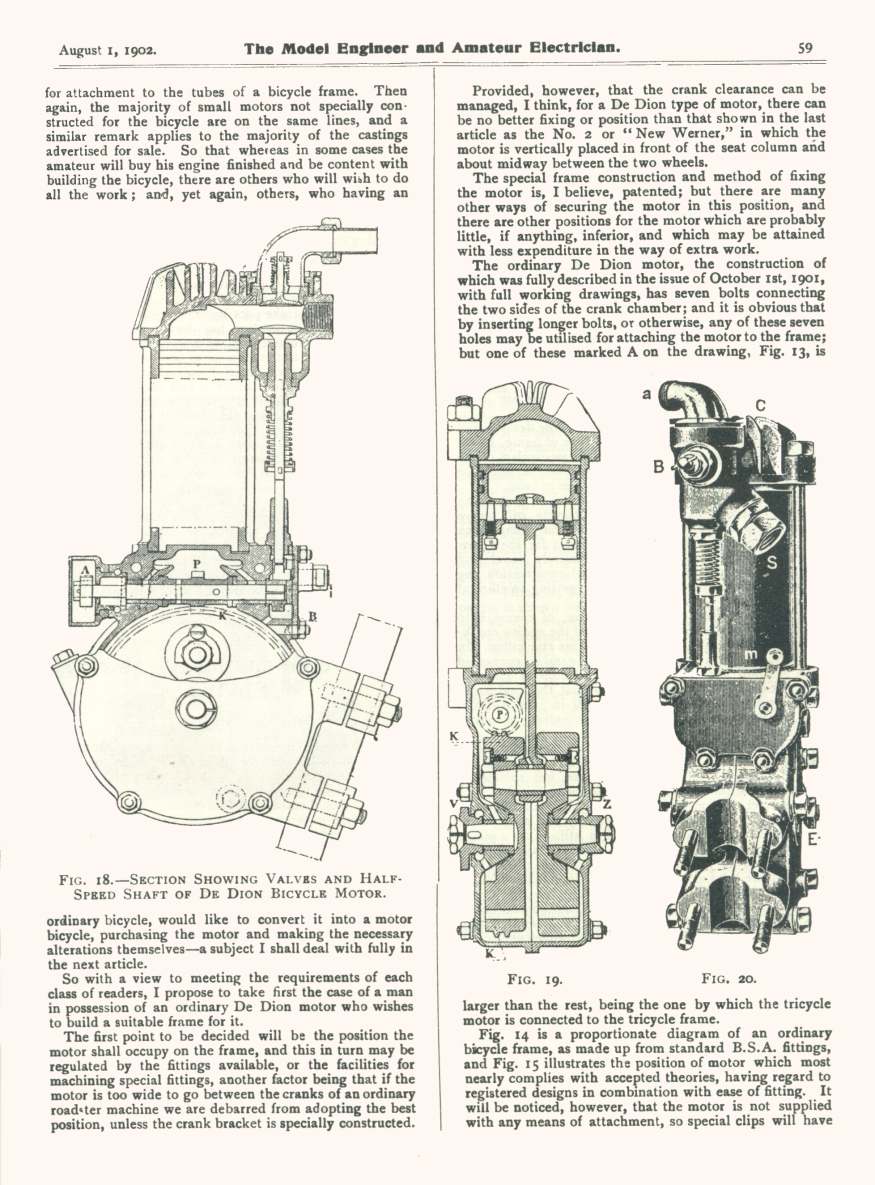 August 1, 1902.
The Model Engineer and Amateur Electrician.
59
for attachment to the tubes of a bicycle frame. Then
again, the majority of small motors not specially con-
structed for the bicycle are on the same lines, and a
similar remark applies to the majority of the castings
advertised for sale. So that whereas in some cases the
amateur will buy his engine finished and be content with
building the bicycle, there are others who will wish to do
all the work; and, yet again, others, who having an
A
P
K
B
FIG. 18.—SECTION SHOWING VALVES AND HALF-
SPEED SHAFT OF DE DION BICYCLE MOTOR.
ordinary bicycle, would like to convert it into a motor
bicycle, purchasing the motor and making the necessary
alterations themselves—a subject I shall deal with fully in
the next article.
So with a view to meeting the requirements of each
class of readers, I propose to take first the case of a man
in possession of an ordinary De Dion motor who wishes
to build a suitable frame for it.
The first point to be decided will be the position the
motor shall occupy on the frame, and this in turn may be
regulated by the fittings available, or the facilities for
machining special fittings, another factor being that if the
motor is too wide to go between the cranks of an ordinary
roadster machine we are debarred from adopting the best
position, unless the crank bracket is specially constructed.
Provided, however, that the crank clearance can be
managed, I think, for a De Dion type of motor, there can
be no better fixing or position than that shown in the last
article as the No. 2 or "New Werner," in which the
motor is vertically placed in front of the seat column and
about midway between the two wheels.
The special frame construction and method of fixing
the motor is, I believe, patented; but there are many
other ways of securing the motor in this position, and
there are other positions for the motor which are probably
little, if anything, inferior, and which may be attained
with less expenditure in the way of extra work.
The ordinary De Dion motor, the construction of
which was fully described in the issue of October 1st, 1901,
with full working drawings, has seven bolts connecting
the two sides of the crank chamber; and it is obvious that
by inserting longer bolts, or otherwise, any of these seven
holes may be utilised for attaching the motor to the frame;
but one of these marked A on the drawing, Fig. 13, is
P
K
V
Z
K
FIG. 19.
a
C
B
S
m
E
FIG. 20.
larger than the rest, being the one by which the tricycle
motor is connected to the tricycle frame.
Fig. 14 is a proportionate diagram of an ordinary
bicycle frame, as made up from standard B.S.A. fittings,
and Fig. 15 illustrates the position of motor which most
nearly complies with accepted theories, having regard to
registered designs in combination with ease of fitting. It
will be noticed, however, that the motor is not supplied
with any means of attachment, so special clips will have